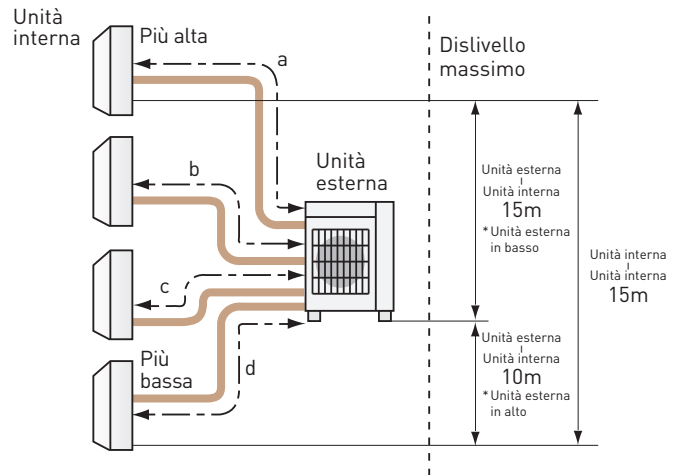 Unità
interna
Più alta
a
Dislivello
massimo
b
Unità
esterna
Unità esterna
Unità interna
15m
*Unità esterna
in basso
Unità interna
Unità interna
15m
c
Più
bassa
d
Unità esterna
Unità interna
10m
*Unità esterna
in alto